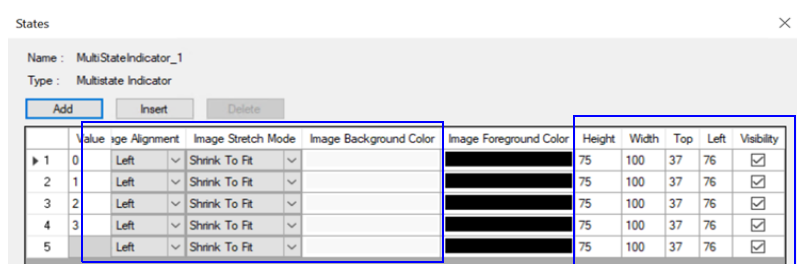 States
Name : MultiStateIndicator_1
Type : Multistate Indicator
Add Insert Delete
Value age Alignment Image Stretch Mode Image Background Color Image Foreground Color Height Width Top Left Visibility
1 0 Left Shrink To Fit 75 100 37 76
2 1 Left Shrink To Fit 75 100 37 76
3 2 Left Shrink To Fit 75 100 37 76
4 3 Left Shrink To Fit 75 100 37 76
5 Left Shrink To Fit 75 100 37 76